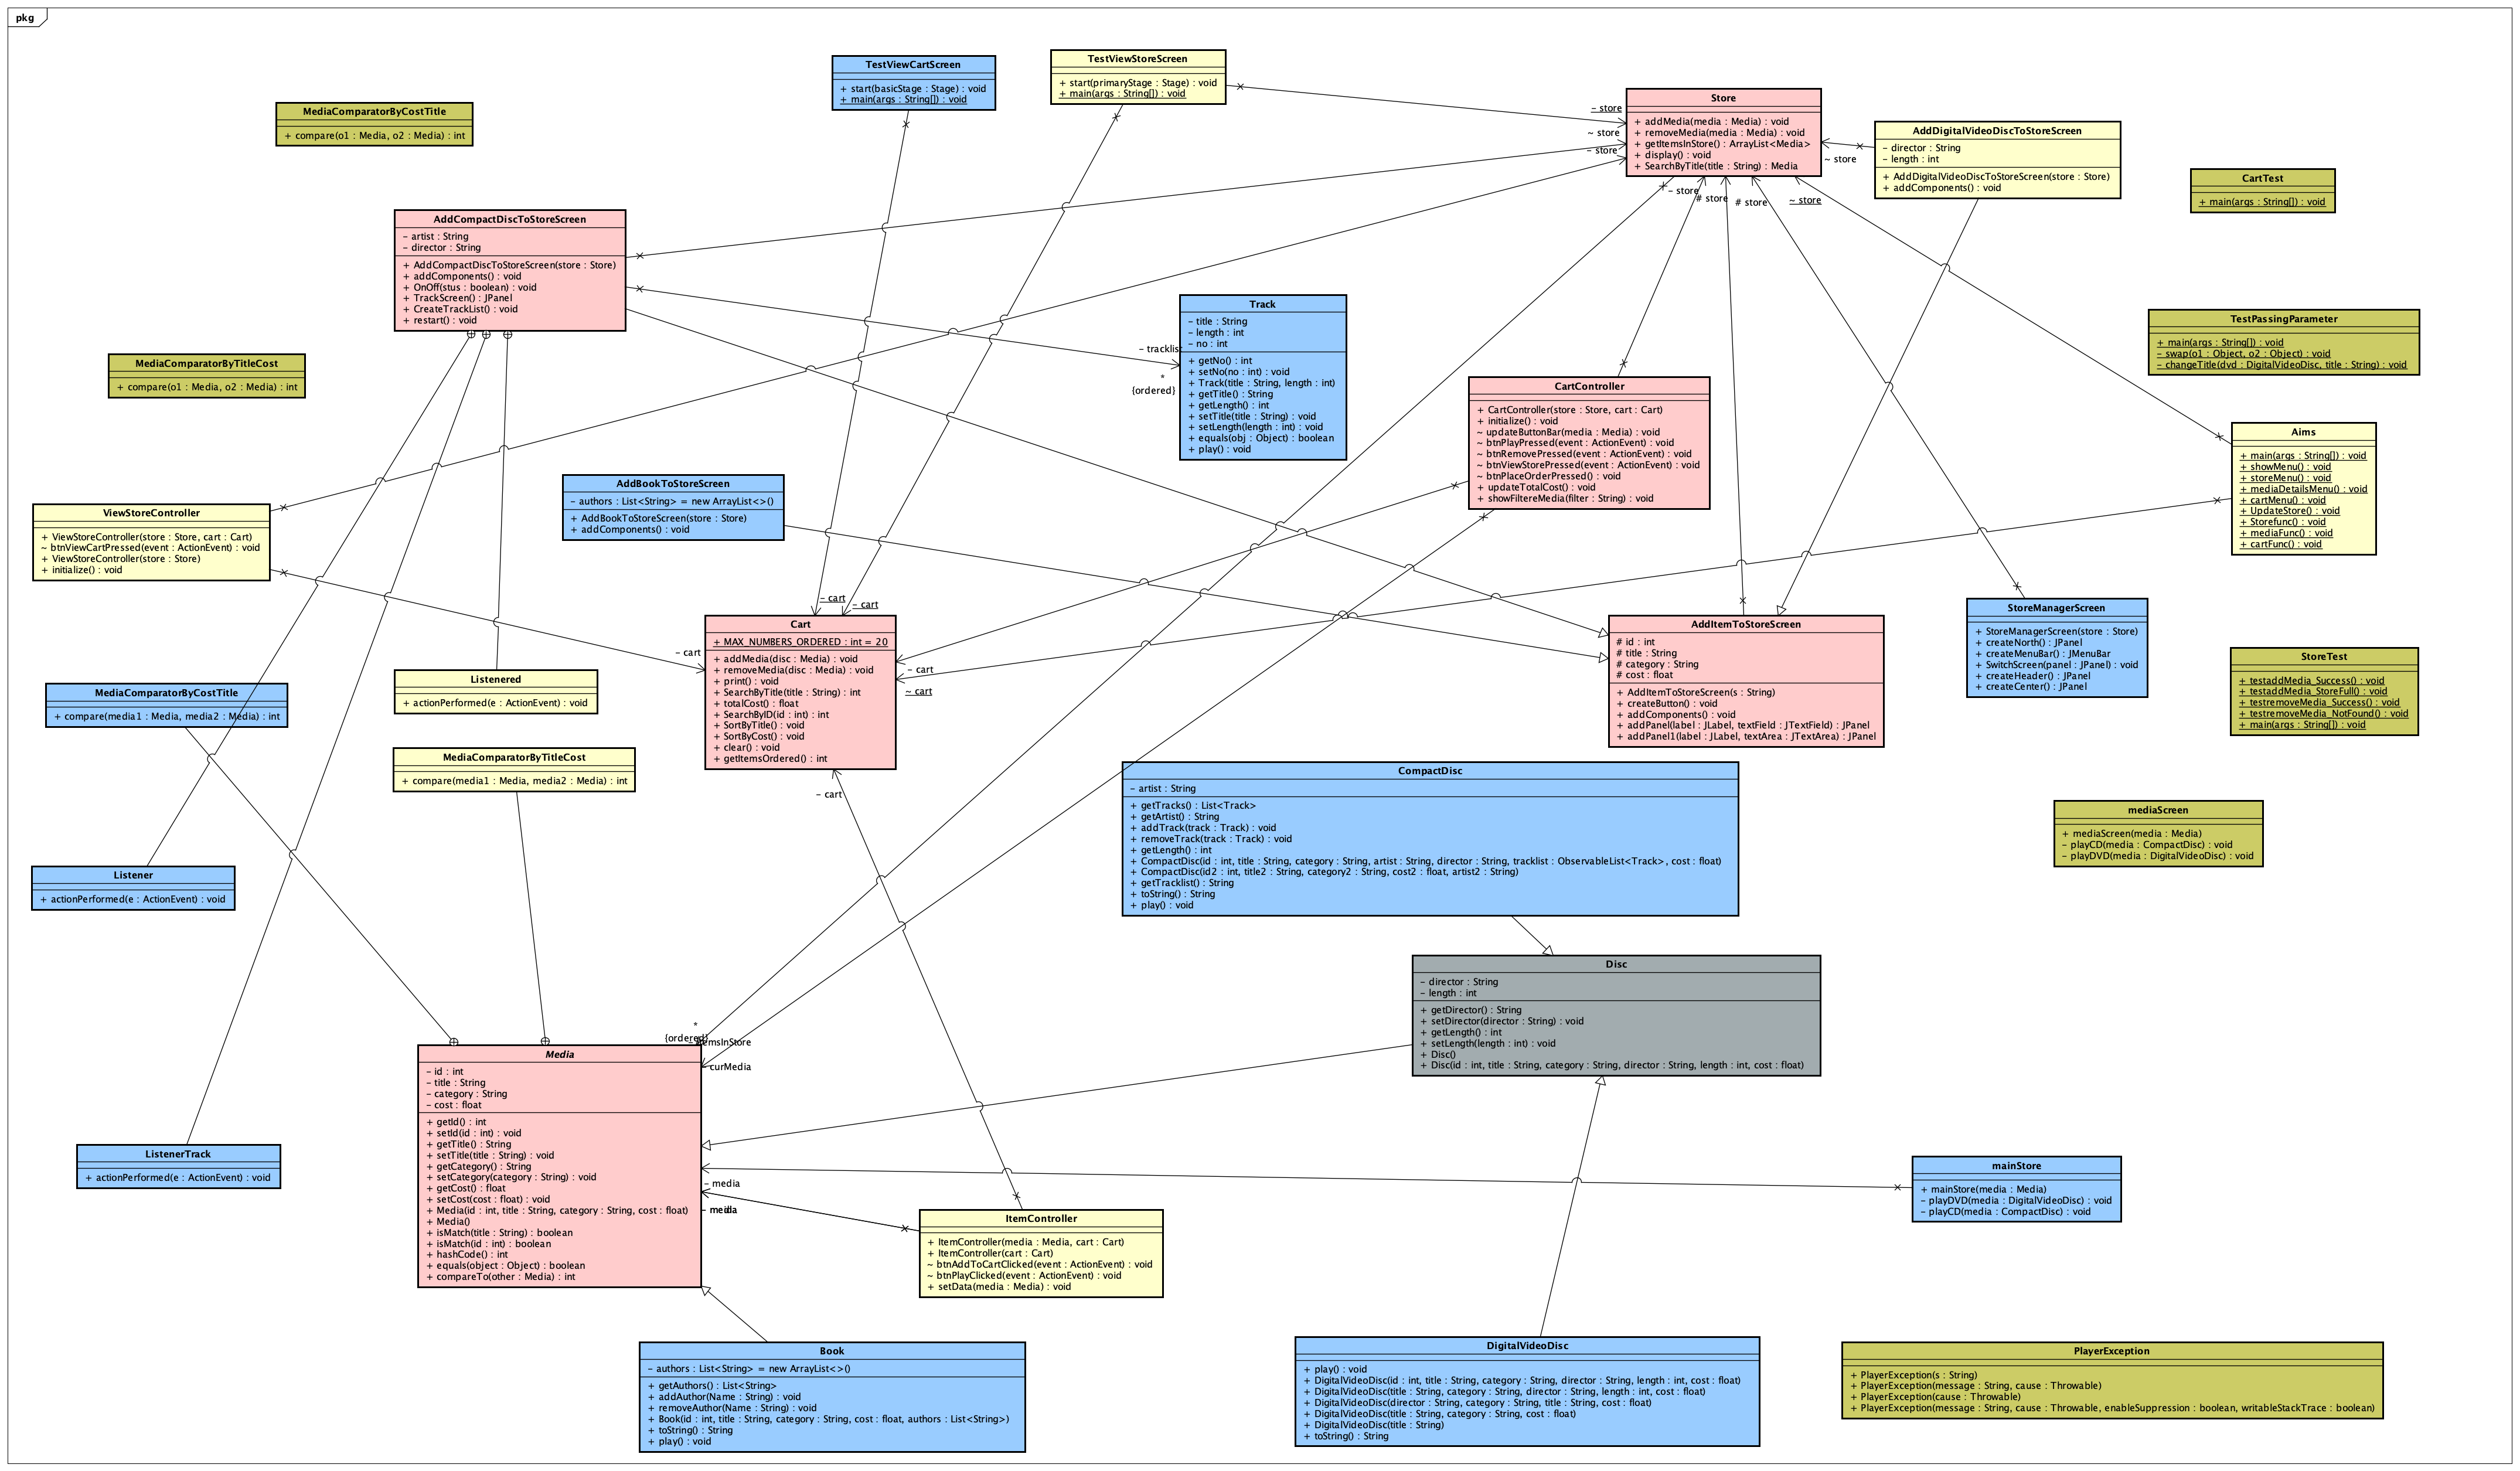 pkg
TestViewCartScreen
+ start(basicStage : Stage) : void
+ main(args : String[]) : void
TestViewStoreScreen
+ start(primaryStage : Stage) : void
+ main(args : String[]) : void
MediaComparatorByCostTitle
+ compare(o1 : Media, o2 : Media) : int
Store
+ addMedia(media : Media) : void
+ removeMedia(media : Media) : void
+ getItemsInStore() : ArrayList<Media>
+ display() : void
+ SearchByTitle(title : String) : Media
– store
~ store
– store
~ store
– store
# store
# store
~ store
AddDigitalVideoDiscToStoreScreen
– director : String
– length : int
+ AddDigitalVideoDiscToStoreScreen(store : Store)
+ addComponents() : void
CartTest
+ main(args : String[]) : void
AddCompactDiscToStoreScreen
– artist : String
– director : String
+ AddCompactDiscToStoreScreen(store : Store)
+ addComponents() : void
+ OnOff(stus : boolean) : void
+ TrackScreen() : JPanel
+ CreateTrackList() : void
+ restart() : void
Track
– title : String
– length : int
– no : int
+ getNo() : int
+ setNo(no : int) : void
+ Track(title : String, length : int)
+ getTitle() : String
+ getLength() : int
+ setTitle(title : String) : void
+ setLength(length : int) : void
+ equals(obj : Object) : boolean
+ play() : void
– tracklist
*
{ordered}
TestPassingParameter
+ main(args : String[]) : void
– swap(o1 : Object, o2 : Object) : void
– changeTitle(dvd : DigitalVideoDisc, title : String) : void
MediaComparatorByTitleCost
+ compare(o1 : Media, o2 : Media) : int
CartController
+ CartController(store : Store, cart : Cart)
+ initialize() : void
~ updateButtonBar(media : Media) : void
~ btnPlayPressed(event : ActionEvent) : void
~ btnRemovePressed(event : ActionEvent) : void
~ btnViewStorePressed(event : ActionEvent) : void
~ btnPlaceOrderPressed() : void
+ updateTotalCost() : void
+ showFiltereMedia(filter : String) : void
Aims
+ main(args : String[]) : void
+ showMenu() : void
+ storeMenu() : void
+ mediaDetailsMenu() : void
+ cartMenu() : void
+ UpdateStore() : void
+ Storefunc() : void
+ mediaFunc() : void
+ cartFunc() : void
AddBookToStoreScreen
– authors : List<String> = new ArrayList<>()
+ AddBookToStoreScreen(store : Store)
+ addComponents() : void
ViewStoreController
+ ViewStoreController(store : Store, cart : Cart)
~ btnViewCartPressed(event : ActionEvent) : void
+ ViewStoreController(store : Store)
+ initialize() : void
– cart
– cart
– cart
– cart
~ cart
– cart
Cart
+ MAX_NUMBERS_ORDERED : int = 20
+ addMedia(disc : Media) : void
+ removeMedia(disc : Media) : void
+ print() : void
+ SearchByTitle(title : String) : int
+ totalCost() : float
+ SearchByID(id : int) : int
+ SortByTitle() : void
+ SortByCost() : void
+ clear() : void
+ getItemsOrdered() : int
AddItemToStoreScreen
# id : int
# title : String
# category : String
# cost : float
+ AddItemToStoreScreen(s : String)
+ createButton() : void
+ addComponents() : void
+ addPanel(label : JLabel, textField : JTextField) : JPanel
+ addPanel1(label : JLabel, textArea : JTextArea) : JPanel
StoreManagerScreen
+ StoreManagerScreen(store : Store)
+ createNorth() : JPanel
+ createMenuBar() : JMenuBar
+ SwitchScreen(panel : JPanel) : void
+ createHeader() : JPanel
+ createCenter() : JPanel
StoreTest
+ testaddMedia_Success() : void
+ testaddMedia_StoreFull() : void
+ testremoveMedia_Success() : void
+ testremoveMedia_NotFound() : void
+ main(args : String[]) : void
Listened
Listenered
+ actionPerformed(e : ActionEvent) : void
MediaComparatorByCostTitle
+ compare(media1 : Media, media2 : Media) : int
MediaComparatorByTitleCost
+ compare(media1 : Media, media2 : Media) : int
CompactDisc
– artist : String
+ getTracks() : List<Track>
+ getArtist() : String
+ addTrack(track : Track) : void
+ removeTrack(track : Track) : void
+ getLength() : int
+ CompactDisc(id : int, title : String, category : String, artist : String, director : String, tracklist : ObservableList<Track>, cost : float)
+ CompactDisc(id2 : int, title2 : String, category2 : String, cost2 : float, artist2 : String)
+ getTracklist() : String
+ toString() : String
+ play() : void
mediaScreen
+ mediaScreen(media : Media)
– playCD(media : CompactDisc) : void
– playDVD(media : DigitalVideoDisc) : void
Listener
+ actionPerformed(e : ActionEvent) : void
Disc
– director : String
– length : int
+ getDirector() : String
+ setDirector(director : String) : void
+ getLength() : int
+ setLength(length : int) : void
+ Disc()
+ Disc(id : int, title : String, category : String, director : String, length : int, cost : float)
*
{ordered}
– itemsInStore
curMedia
Media
– id : int
– title : String
– category : String
– cost : float
+ getId() : int
+ setId(id : int) : void
+ getTitle() : String
+ setTitle(title : String) : void
+ getCategory() : String
+ setCategory(category : String) : void
+ getCost() : float
+ setCost(cost : float) : void
+ Media(id : int, title : String, category : String, cost : float)
+ Media()
+ isMatch(title : String) : boolean
+ isMatch(id : int) : boolean
+ hashCode() : int
+ equals(object : Object) : boolean
+ compareTo(other : Media) : int
– media
– media
ListenerTrack
+ actionPerformed(e : ActionEvent) : void
mainStore
+ mainStore(media : Media)
– playDVD(media : DigitalVideoDisc) : void
– playCD(media : CompactDisc) : void
ItemController
+ ItemController(media : Media, cart : Cart)
+ ItemController(cart : Cart)
~ btnAddToCartClicked(event : ActionEvent) : void
~ btnPlayClicked(event : ActionEvent) : void
+ setData(media : Media) : void
Book
– authors : List<String> = new ArrayList<>()
+ getAuthors() : List<String>
+ addAuthor(Name : String) : void
+ removeAuthor(Name : String) : void
+ Book(id : int, title : String, category : String, cost : float, authors : List<String>)
+ toString() : String
+ play() : void
DigitalVideoDisc
+ play() : void
+ DigitalVideoDisc(id : int, title : String, category : String, director : String, length : int, cost : float)
+ DigitalVideoDisc(title : String, category : String, director : String, length : int, cost : float)
+ DigitalVideoDisc(director : String, category : String, title : String, cost : float)
+ DigitalVideoDisc(title : String, category : String, cost : float)
+ DigitalVideoDisc(title : String)
+ toString() : String
PlayerException
+ PlayerException(s : String)
+ PlayerException(message : String, cause : Throwable)
+ PlayerException(cause : Throwable)
+ PlayerException(message : String, cause : Throwable, enableSuppression : boolean, writableStackTrace : boolean)